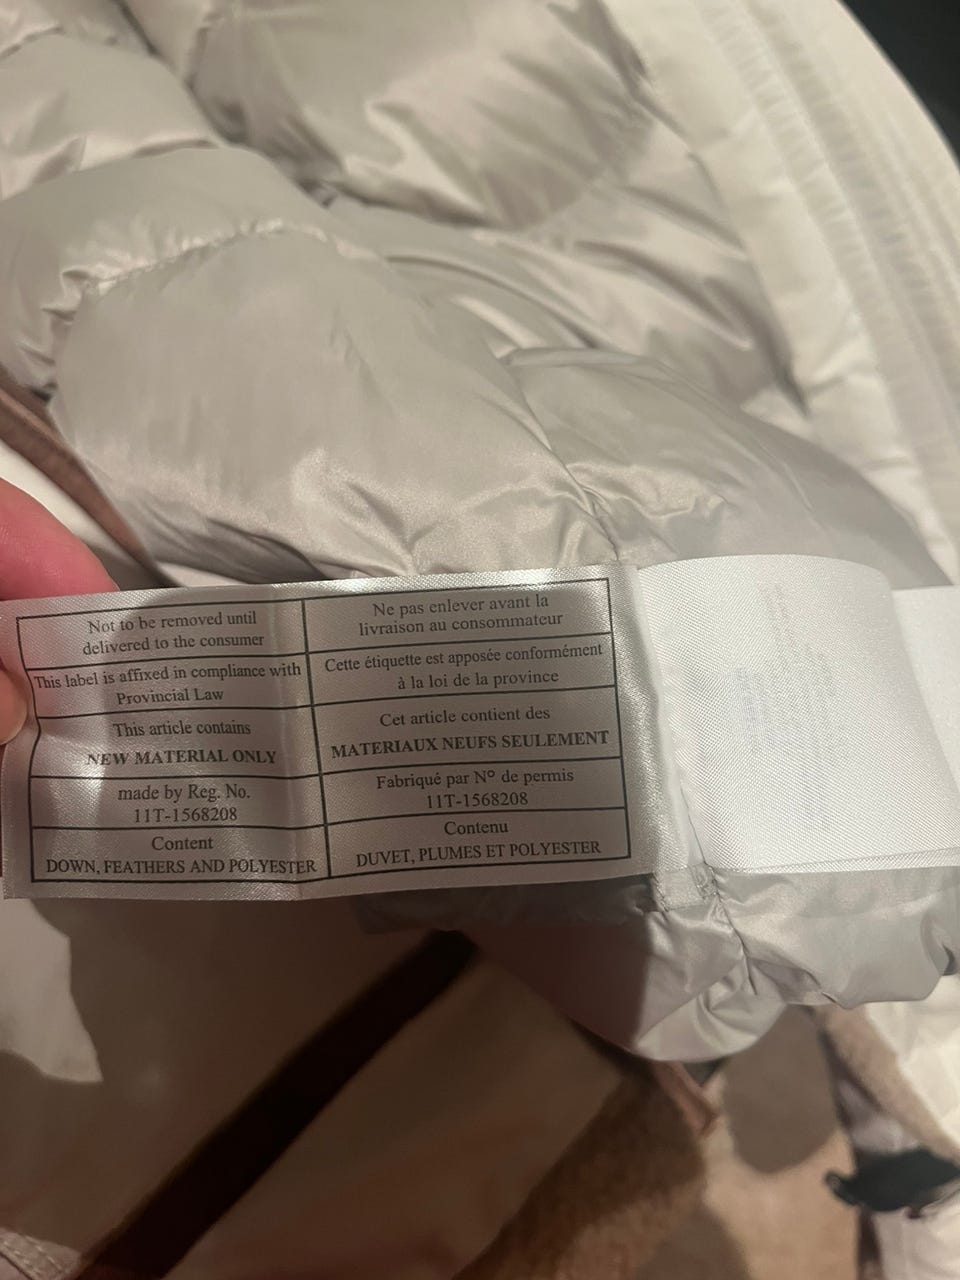 Not to be removed until
delivered to the consumer
This label is affixed in compliance with
Provincial Law
This article contains
NEW MATERIAL ONLY
made by Reg. No.
11T-1568208
Content
DOWN, FEATHERS AND POLYESTER
Ne pas enlever avant la
livraison au consommateur
Cette étiquette est apposée conformément
à la loi de la province
Cet article contient des
MATERIAUX NEUFS SEULEMENT
Fabriqué par Nº de permis
11T-1568208
Contenu
DUVET, PLUMES ET POLYESTER